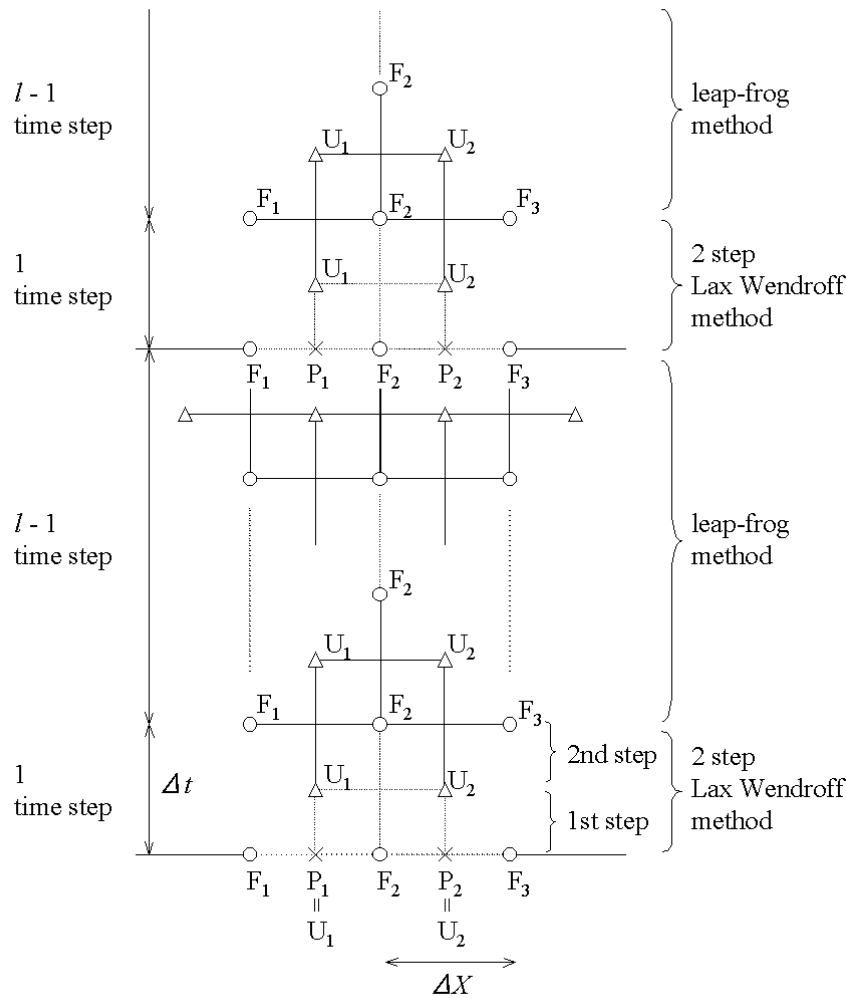 F₂
l - 1
time step
leap-frog
method
U₁ U₂
F₁ F₂ F₃
1
time step
U₁ U₂
2 step
Lax Wendroff
method
F₁ P₁ F₂ P₂ F₃
l - 1
time step
leap-frog
method
F₂
U₁ U₂
F₁ F₂ F₃
1
time step
Δt
U₁ U₂
2nd step
1st step
2 step
Lax Wendroff
method
F₁ P₁ F₂ P₂ F₃
= =
U₁ U₂
ΔX